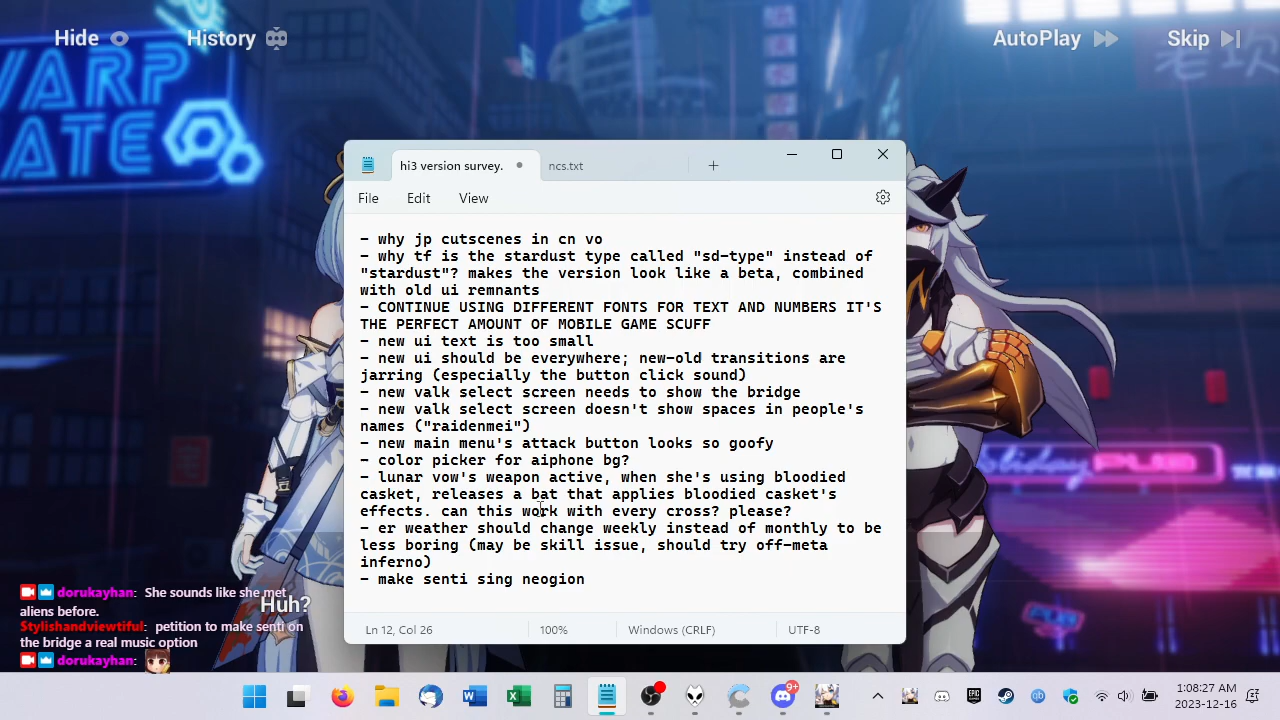 Hide
History
AutoPlay
Skip
WARP
GATE
老坎
hi3 version survey.
ncs.txt
File
Edit
View
- why jp cutscenes in cn vo
- why tf is the stardust type called "sd-type" instead of
"stardust"? makes the version look like a beta, combined
with old ui remnants
- CONTINUE USING DIFFERENT FONTS FOR TEXT AND NUMBERS IT'S
THE PERFECT AMOUNT OF MOBILE GAME SCUFF
- new ui text is too small
- new ui should be everywhere; new-old transitions are
jarring (especially the button click sound)
- new valk select screen needs to show the bridge
- new valk select screen doesn't show spaces in people's
names ("raidenmei")
- new main menu's attack button looks so goofy
- color picker for aiphone bg?
- lunar vow's weapon active, when she's using bloodied
casket, releases a bat that applies bloodied casket's
effects. can this work with every cross? please?
- er weather should change weekly instead of monthly to be
less boring (may be skill issue, should try off-meta
inferno)
- make senti sing neogion
Ln 12, Col 26
100%
Windows (CRLF)
UTF-8
Holiday PUB
PUB
dorukayhan: She sounds like she met
aliens before.
Huh?
Stylishandviewtiful: petition to make senti on
the bridge a real music option
dorukayhan:
9+
:08:27 AM
023-12-16